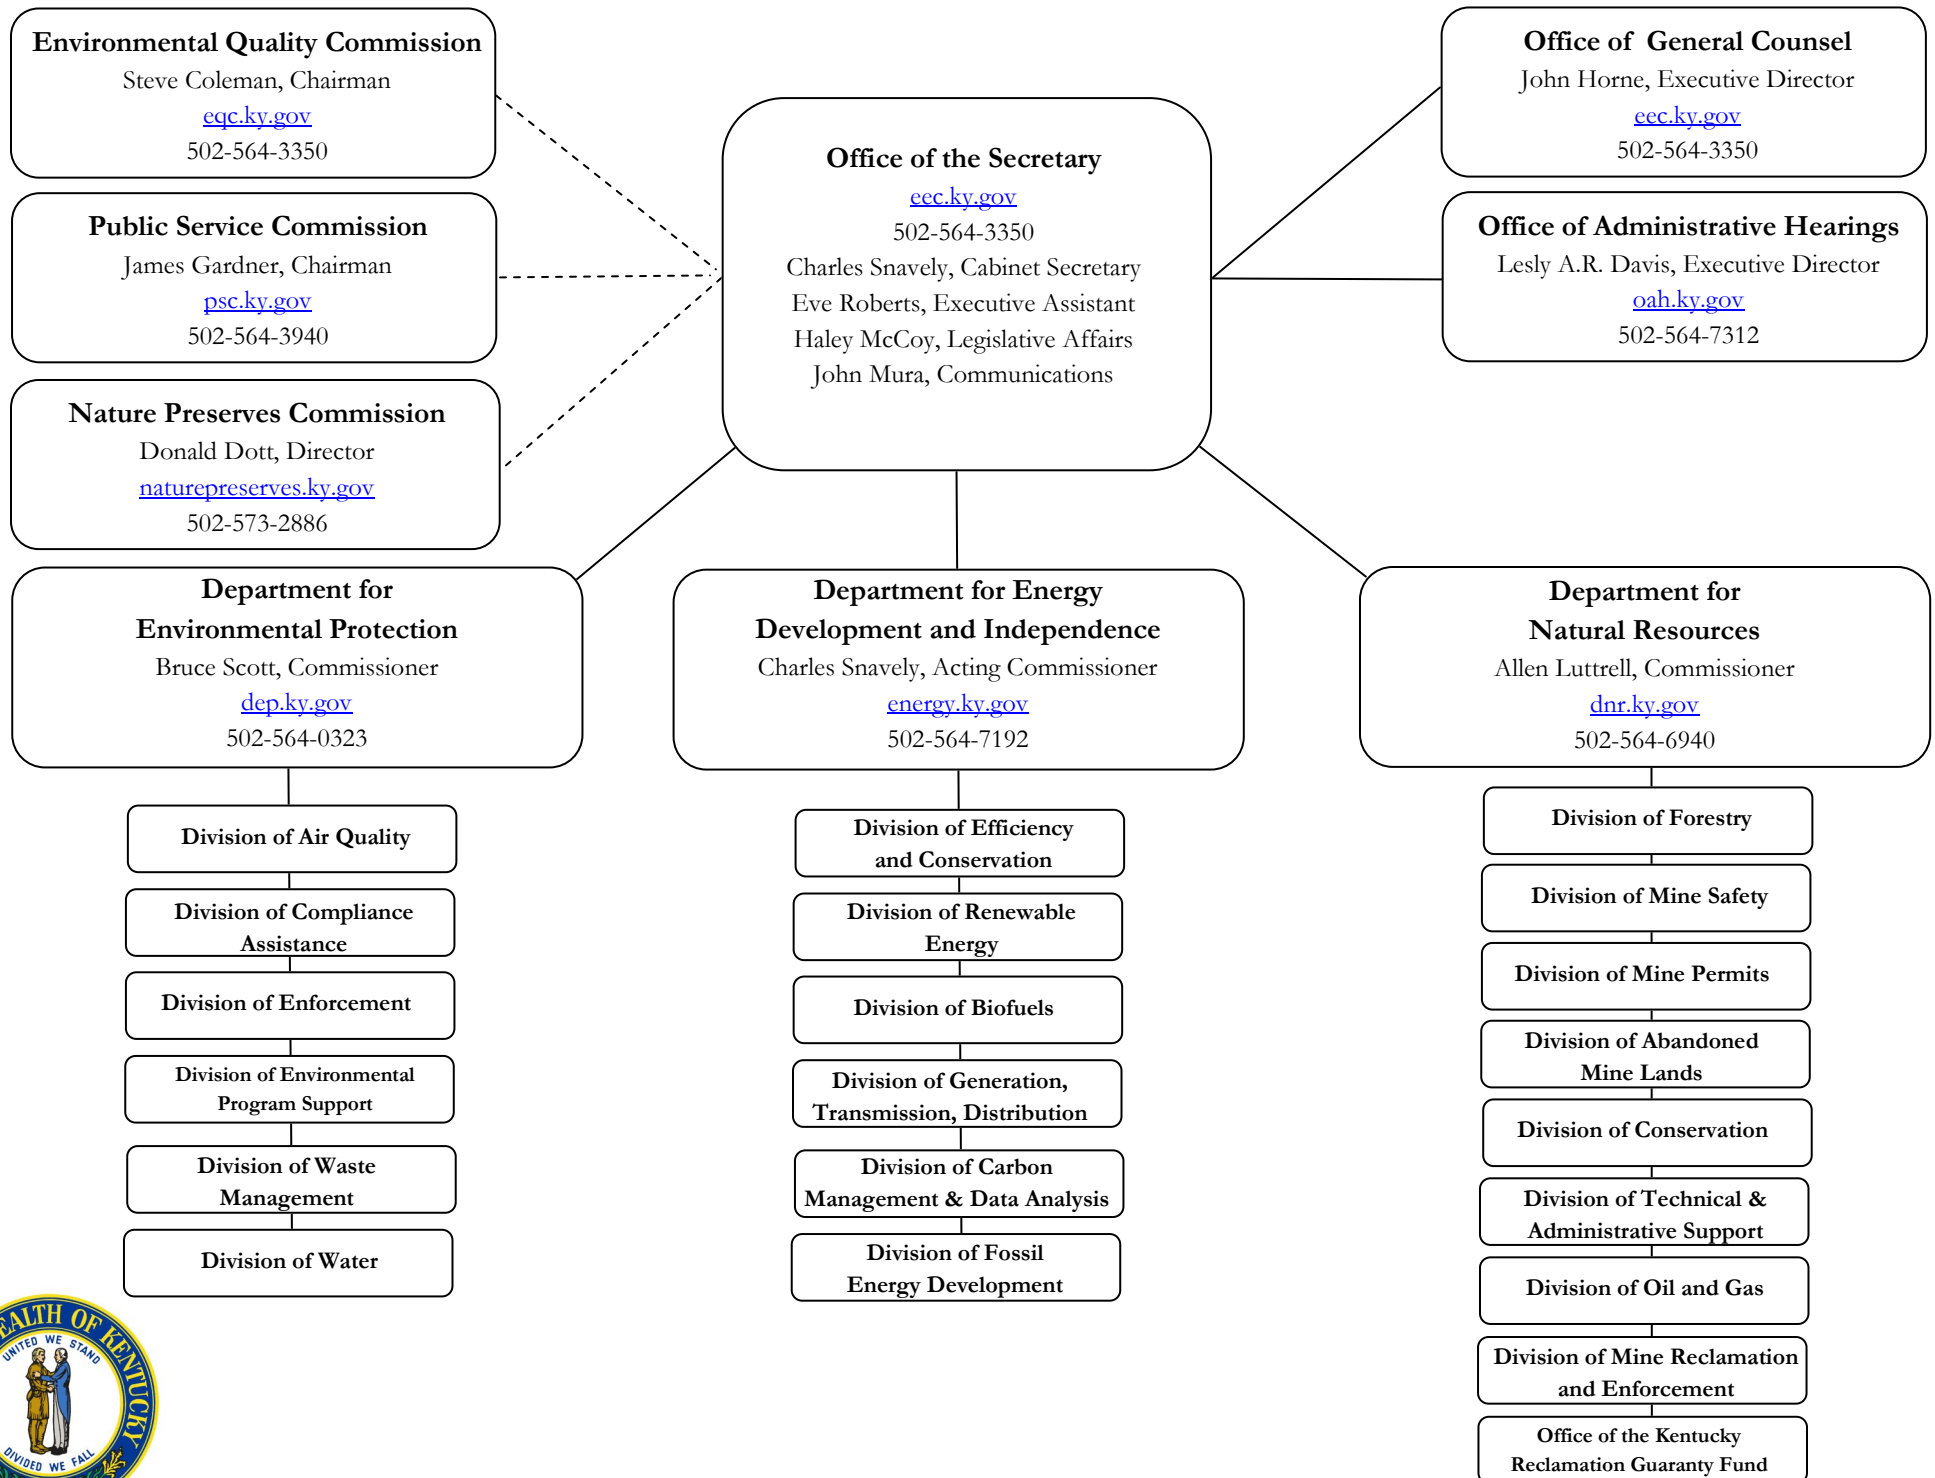 Environmental Quality Commission
Steve Coleman, Chairman
eqc.ky.gov
502-564-3350
Public Service Commission
James Gardner, Chairman
psc.ky.gov
502-564-3940
Nature Preserves Commission
Donald Dott, Director
naturepreserves.ky.gov
502-573-2886
Office of the Secretary
eec.ky.gov
502-564-3350
Charles Snavely, Cabinet Secretary
Eve Roberts, Executive Assistant
Haley McCoy, Legislative Affairs
John Mura, Communications
Office of General Counsel
John Horne, Executive Director
eec.ky.gov
502-564-3350
Office of Administrative Hearings
Lesly A.R. Davis, Executive Director
oah.ky.gov
502-564-7312
Department for
Environmental Protection
Bruce Scott, Commissioner
dep.ky.gov
502-564-0323
Division of Air Quality
Division of Compliance
Assistance
Division of Enforcement
Division of Environmental
Program Support
Division of Waste
Management
Division of Water
Department for Energy
Development and Independence
Charles Snavely, Acting Commissioner
energy.ky.gov
502-564-7192
Division of Efficiency
and Conservation
Division of Renewable
Energy
Division of Biofuels
Division of Generation,
Transmission, Distribution
Division of Carbon
Management & Data Analysis
Division of Fossil
Energy Development
Department for
Natural Resources
Allen Luttrell, Commissioner
dnr.ky.gov
502-564-6940
Division of Forestry
Division of Mine Safety
Division of Mine Permits
Division of Abandoned
Mine Lands
Division of Conservation
Division of Technical &
Administrative Support
Division of Oil and Gas
Division of Mine Reclamation
and Enforcement
Office of the Kentucky
Reclamation Guaranty Fund
EALTH OF KENTUCKY
UNITED WE STAND
DIVIDED WE FALL